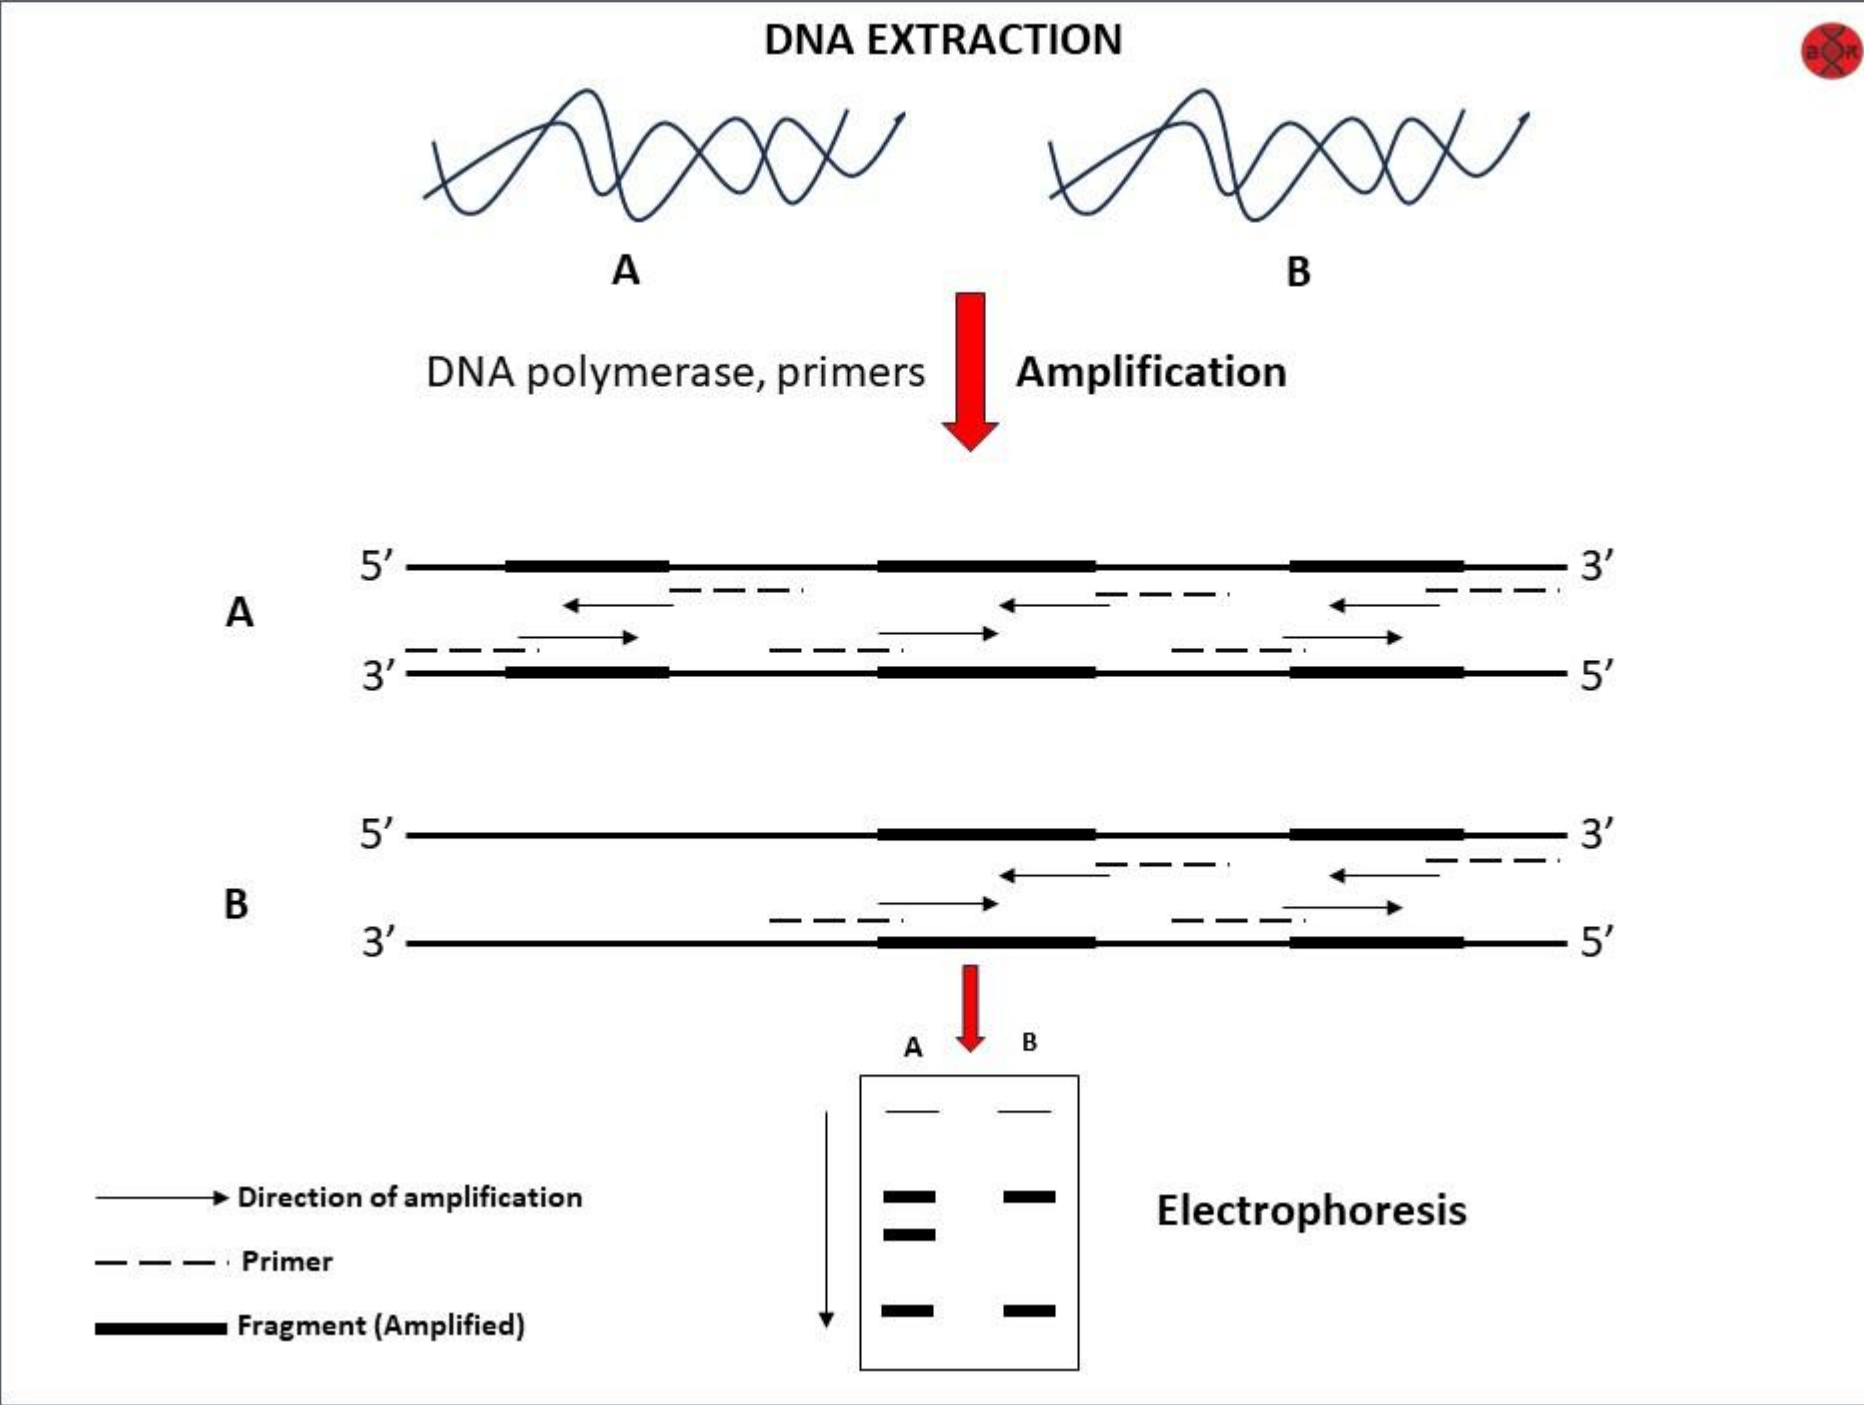 DNA EXTRACTION
A
B
DNA polymerase, primers
Amplification
5’
3’
A
3’
5’
5’
3’
B
3’
5’
A
B
Direction of amplification
Electrophoresis
Primer
Fragment (Amplified)